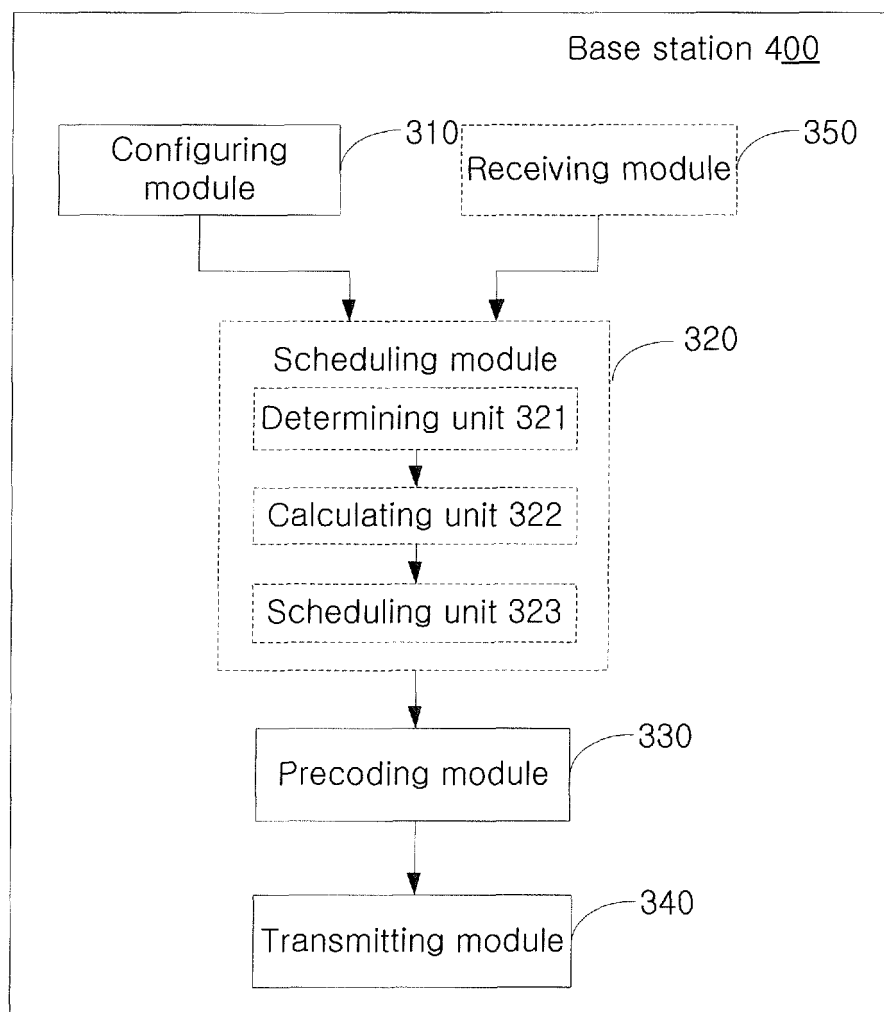 Base station 400
Configuring
module
310
Receiving module
350
Scheduling module
320
Determining unit 321
Calculating unit 322
Scheduling unit 323
Precoding module
330
Transmitting module
340